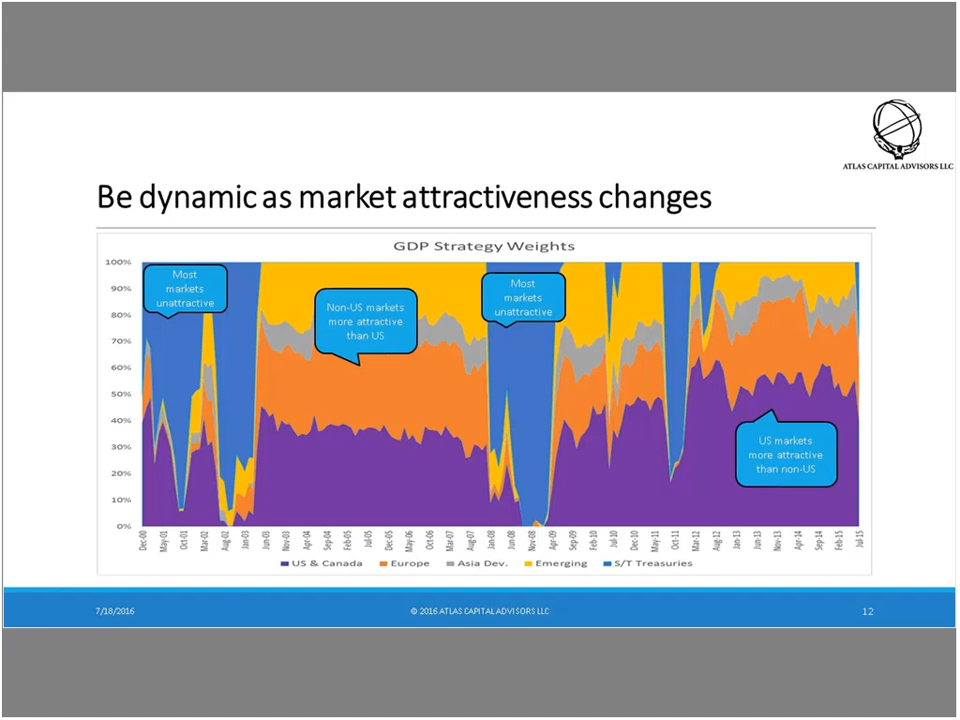 ATLAS CAPITAL ADVISORS LLC
Be dynamic as market attractiveness changes
GDP Strategy Weights
100%
90%
80%
70%
60%
50%
40%
30%
20%
10%
0%
Most
markets
unattractive
Non-US markets
more attractive
than US
Most
markets
unattractive
US markets
more attractive
than non-US
Dec-00
May-01
Oct-01
Mar-02
Aug-02
Jan-03
Jun-03
Nov-03
Apr-04
Sep-04
Feb-05
Jul-05
Dec-05
May-06
Oct-06
Mar-07
Aug-07
Jan-08
Jun-08
Nov-08
Apr-09
Sep-09
Feb-10
Jul-10
Dec-10
May-11
Oct-11
Mar-12
Aug-12
Jan-13
Jun-13
Nov-13
Apr-14
Sep-14
Feb-15
Jul-15
US & Canada Europe Asia Dev. Emerging S/T Treasuries
7/18/2016 © 2016 ATLAS CAPITAL ADVISORS LLC 12